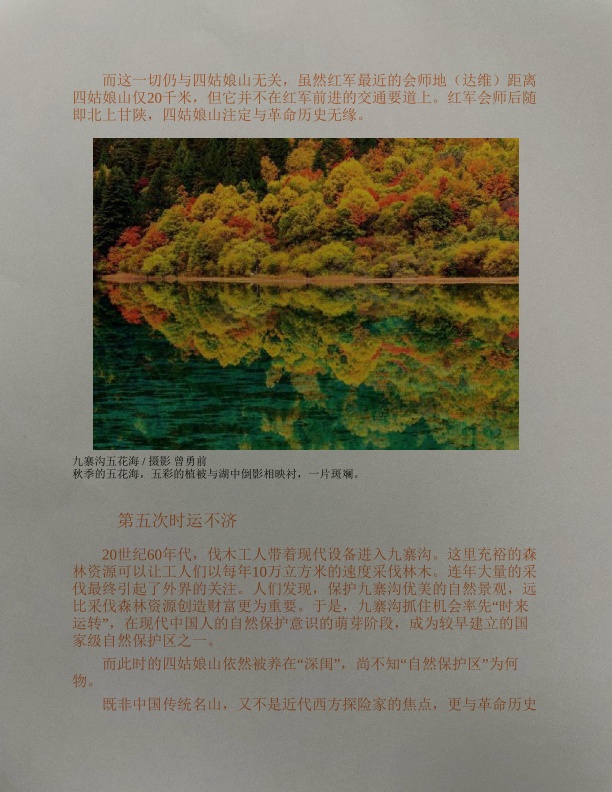 而这一切仍与四姑娘山无关，虽然红军最近的会师地（达维）距离
四姑娘山仅20千米，但它并不在红军前进的交通要道上。红军会师后随
即北上甘陕，四姑娘山注定与革命历史无缘。
九寨沟五花海 / 摄影 曾勇前
秋季的五花海，五彩的植被与湖中倒影相映衬，一片斑斓。
第五次时运不济
20世纪60年代，伐木工人带着现代设备进入九寨沟。这里充裕的森
林资源可以让工人们以每年10万立方米的速度采伐林木。连年大量的采
伐最终引起了外界的关注。人们发现，保护九寨沟优美的自然景观，远
比采伐森林资源创造财富更为重要。于是，九寨沟抓住机会率先“时来
运转”，在现代中国人的自然保护意识的萌芽阶段，成为较早建立的国
家级自然保护区之一。
而此时的四姑娘山依然被养在“深闺”，尚不知“自然保护区”为何
物。
既非中国传统名山，又不是近代西方探险家的焦点，更与革命历史